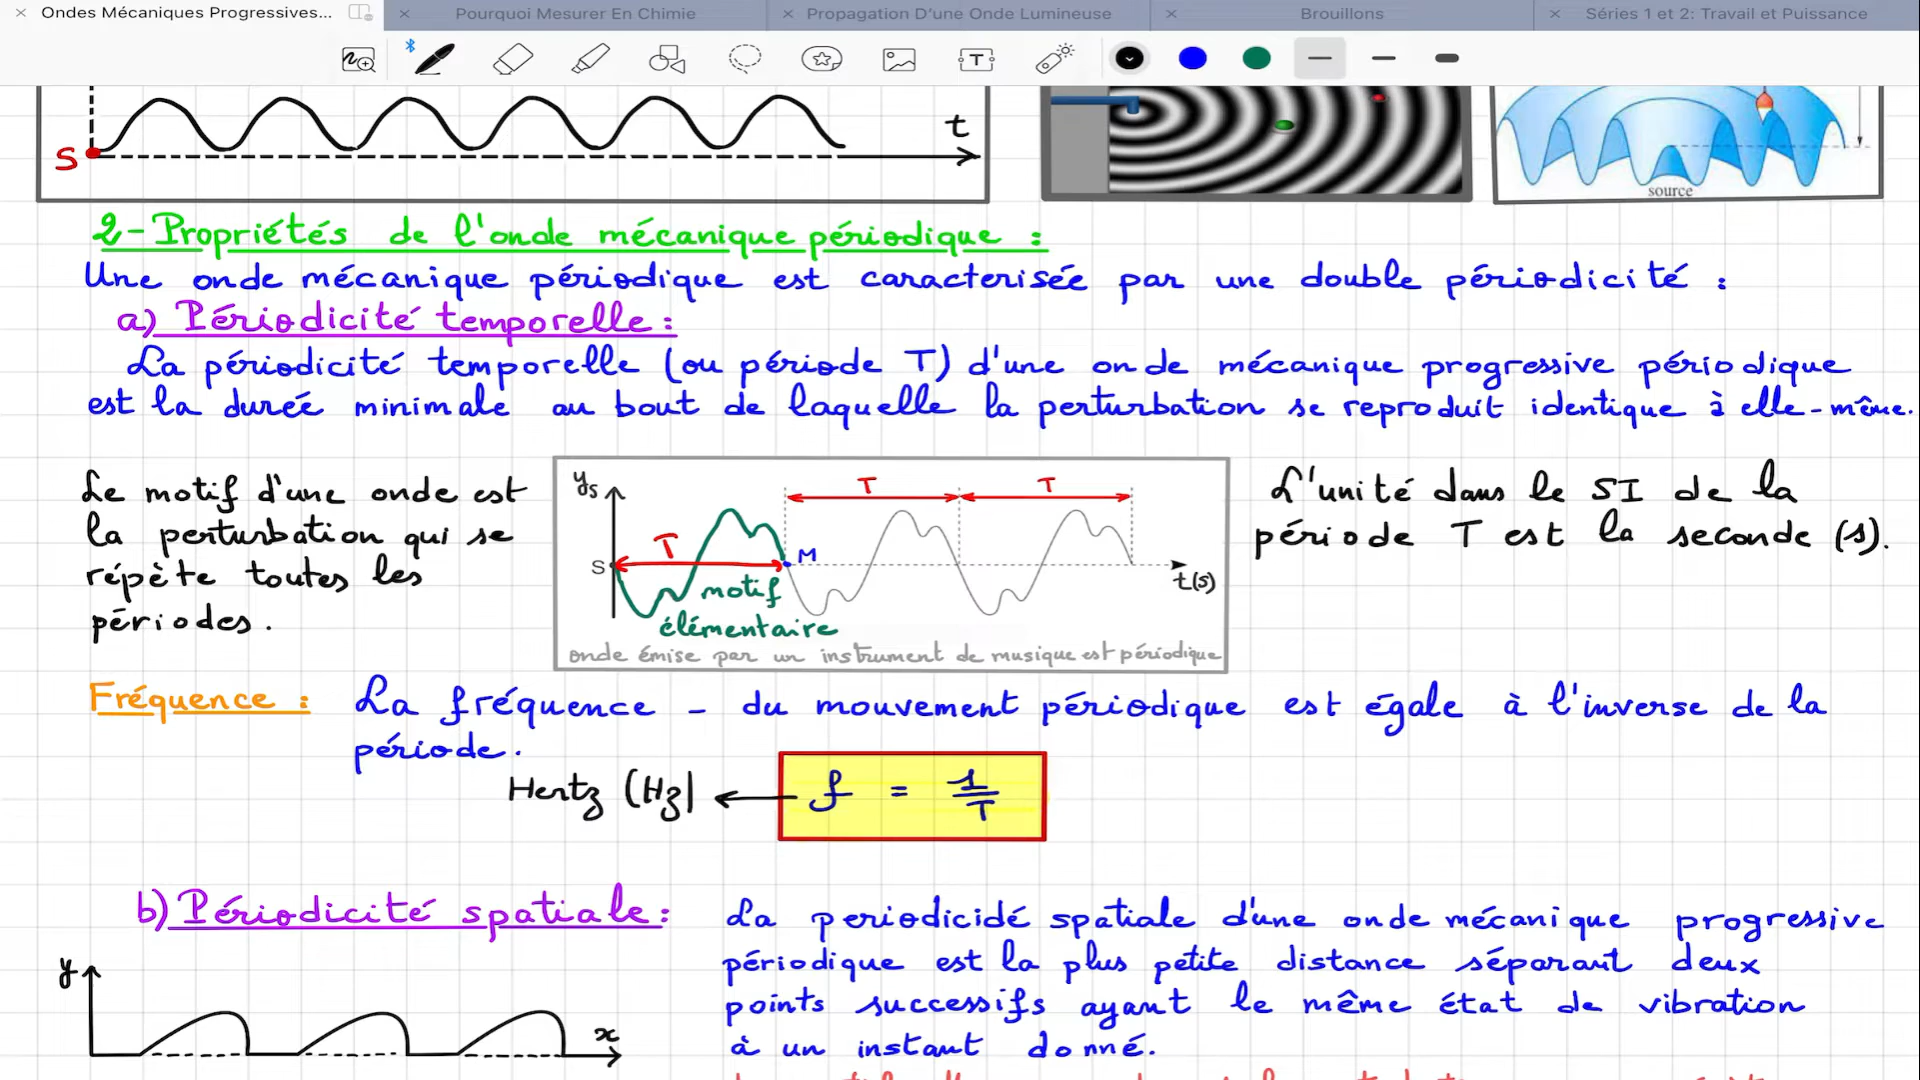 Ondes Mécaniques Progressives...
Pourquoi Mesurer En Chimie
Propagation D'une Onde Lumineuse
Brouillons
Séries 1 et 2: Travail et Puissance
T
t
S
source
2-Propriétés de l'onde mécanique périodique :
Une onde mécanique périodique est caracterisée par une double périodicité :
a) Périodicité temporelle :
La périodicité temporelle (ou période T) d'une onde mécanique progressive périodique
est la durée minimale au bout de laquelle la perturbation se reproduit identique à elle-même.
Le motif d'une onde est
la perturbation qui se
répète toutes les
périodes.
ys
T
T
T
S
M
t(s)
motif
élémentaire
onde émise par un instrument de musique est périodique
L'unité dans le SI de la
période T est la seconde (s).
Fréquence :
La fréquence - du mouvement périodique est égale à l'inverse de la
période.
Hertz (Hz)
f = 1/T
b) Périodicité spatiale :
y
x
La periodicidé spatiale d'une onde mécanique progressive
périodique est la plus petite distance séparant deux
points successifs ayant le même état de vibration
à un instant donné.